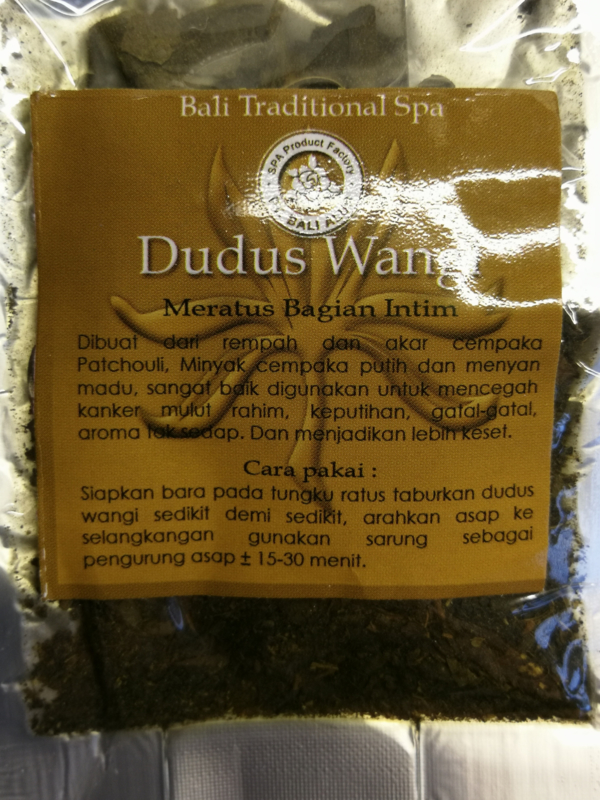 Bali Traditional Spa
SPA Product Factory
BALI ALUS
Dudus Wangi
Meratus Bagian Intim
Dibuat dari rempah dan akar cempaka
Patchouli, Minyak cempaka putih dan menyan
madu, sangat baik digunakan untuk mencegah
kanker mulut rahim, keputihan, gatal-gatal,
aroma tak sedap. Dan menjadikan lebih keset.
Cara pakai :
Siapkan bara pada tungku ratus taburkan dudus
wangi sedikit demi sedikit, arahkan asap ke
selangkangan gunakan sarung sebagai
pengurung asap ± 15-30 menit.